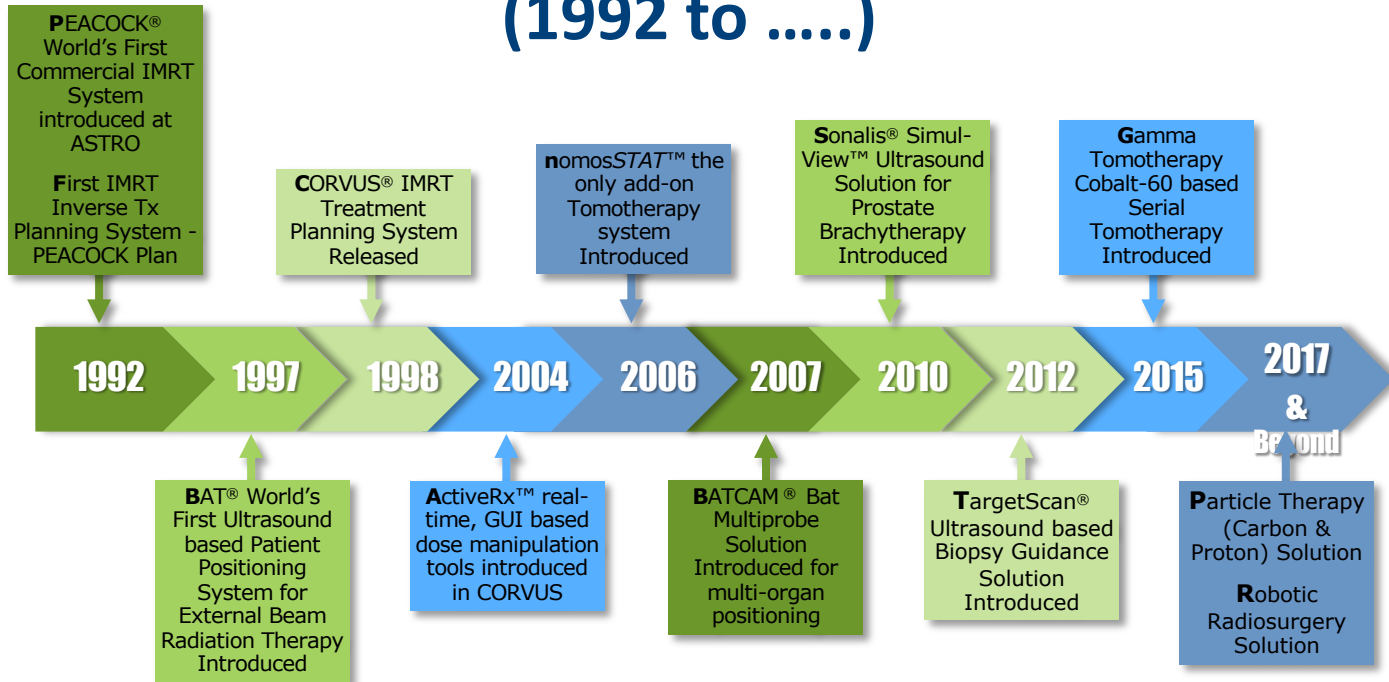 (1992 to …..)
PEACOCK®
World's First
Commercial IMRT
System
introduced at
ASTRO
First IMRT
Inverse Tx
Planning System -
PEACOCK Plan
CORVUS® IMRT
Treatment
Planning System
Released
nomosSTAT™ the
only add-on
Tomotherapy
system
Introduced
Sonalis® Simul-
View™ Ultrasound
Solution for
Prostate
Brachytherapy
Introduced
Gamma
Tomotherapy
Cobalt-60 based
Serial
Tomotherapy
Introduced
1992
1997
1998
2004
2006
2007
2010
2012
2015
2017
&
Beyond
BAT® World's
First Ultrasound
based Patient
Positioning
System for
External Beam
Radiation Therapy
Introduced
ActiveRx™ real-
time, GUI based
dose manipulation
tools introduced
in CORVUS
BATCAM® Bat
Multiprobe
Solution
Introduced for
multi-organ
positioning
TargetScan®
Ultrasound based
Biopsy Guidance
Solution
Introduced
Particle Therapy
(Carbon &
Proton) Solution
Robotic
Radiosurgery
Solution